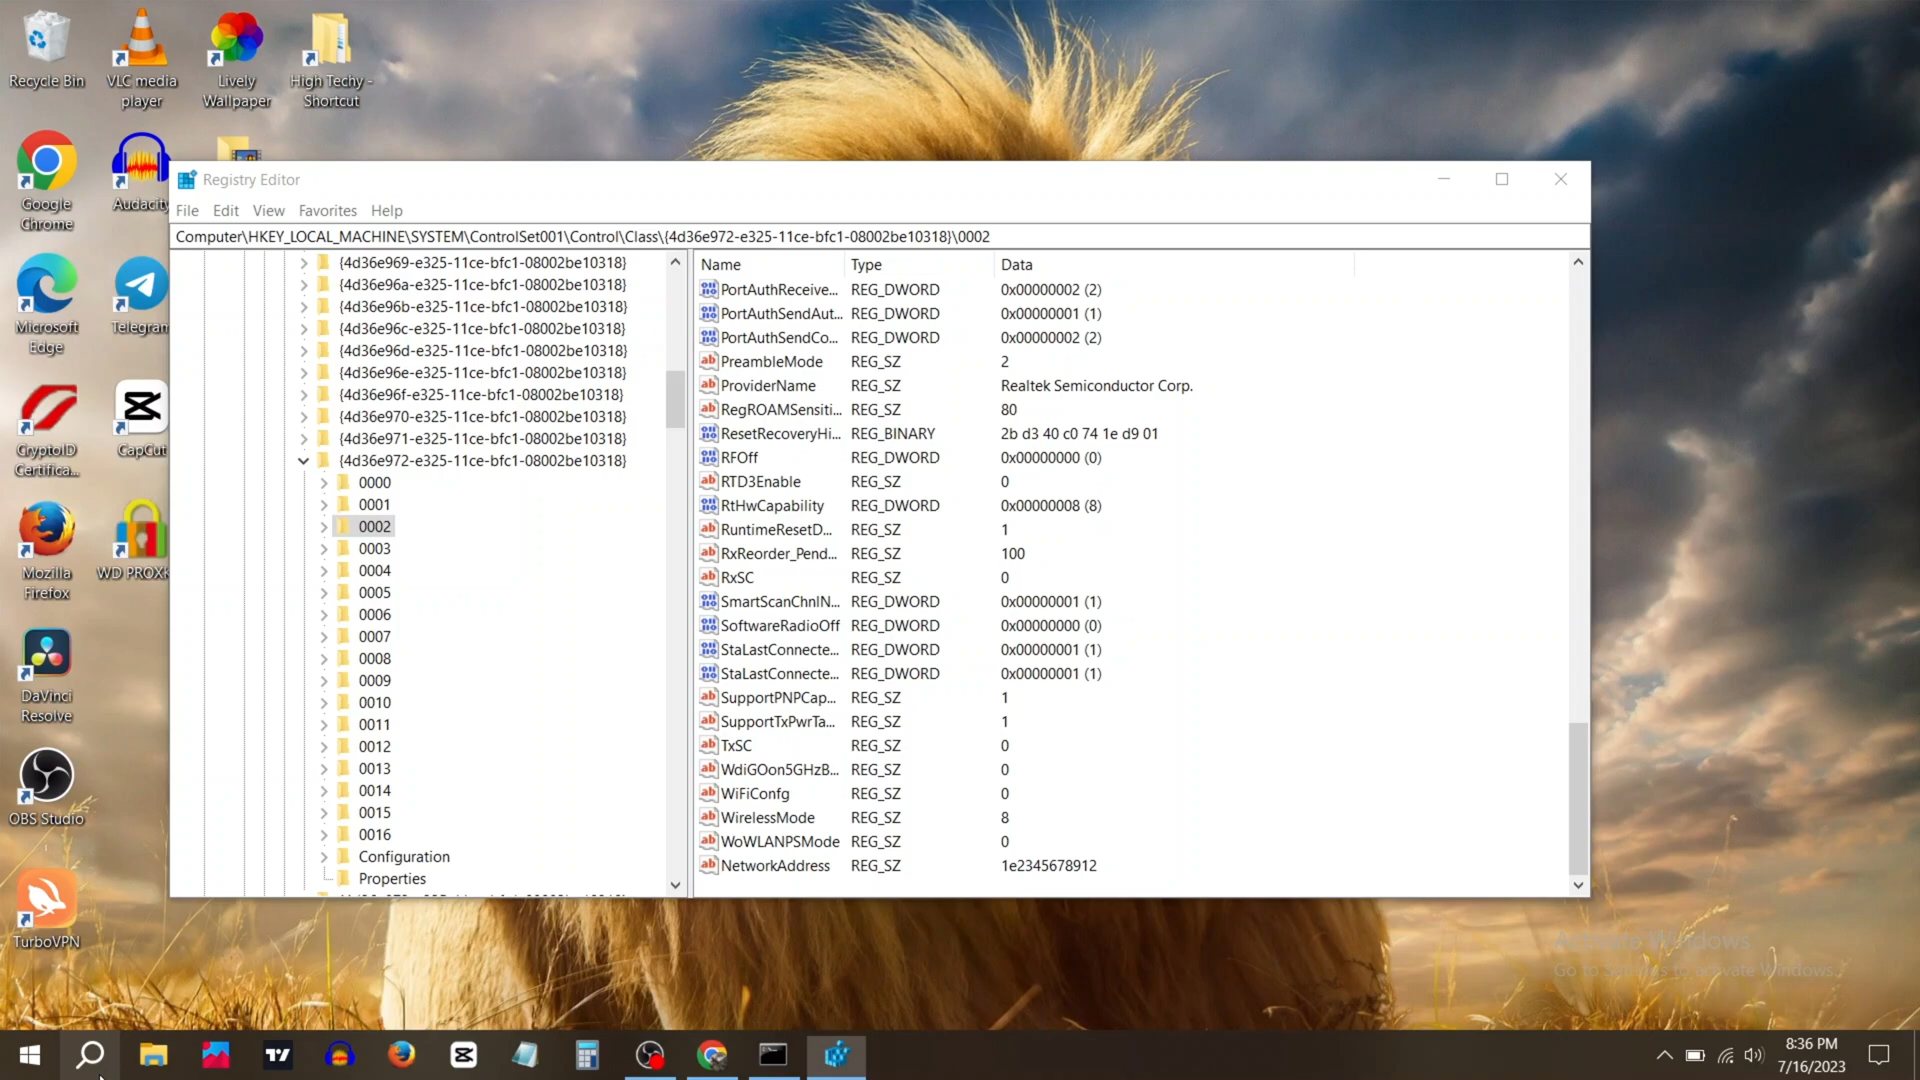 Recycle Bin
VLC media
player
Lively
Wallpaper
High Techy -
Shortcut
Google
Chrome
Audacity
Microsoft
Edge
Telegram
CryptoID
Certifica...
CapCut
Mozilla
Firefox
WD PROXK
DaVinci
Resolve
OBS Studio
TurboVPN
Registry Editor
File Edit View Favorites Help
Computer\HKEY_LOCAL_MACHINE\SYSTEM\ControlSet001\Control\Class\{4d36e972-e325-11ce-bfc1-08002be10318}\0002
{4d36e969-e325-11ce-bfc1-08002be10318}
{4d36e96a-e325-11ce-bfc1-08002be10318}
{4d36e96b-e325-11ce-bfc1-08002be10318}
{4d36e96c-e325-11ce-bfc1-08002be10318}
{4d36e96d-e325-11ce-bfc1-08002be10318}
{4d36e96e-e325-11ce-bfc1-08002be10318}
{4d36e96f-e325-11ce-bfc1-08002be10318}
{4d36e970-e325-11ce-bfc1-08002be10318}
{4d36e971-e325-11ce-bfc1-08002be10318}
{4d36e972-e325-11ce-bfc1-08002be10318}
0000
0001
0002
0003
0004
0005
0006
0007
0008
0009
0010
0011
0012
0013
0014
0015
0016
Configuration
Properties
Name Type Data
PortAuthReceive... REG_DWORD 0x00000002 (2)
PortAuthSendAut... REG_DWORD 0x00000001 (1)
PortAuthSendCo... REG_DWORD 0x00000002 (2)
PreambleMode REG_SZ 2
ProviderName REG_SZ Realtek Semiconductor Corp.
RegROAMSensiti... REG_SZ 80
ResetRecoveryHi... REG_BINARY 2b d3 40 c0 74 1e d9 01
RFOff REG_DWORD 0x00000000 (0)
RTD3Enable REG_SZ 0
RtHwCapability REG_DWORD 0x00000008 (8)
RuntimeResetD... REG_SZ 1
RxReorder_Pend... REG_SZ 100
RxSC REG_SZ 0
SmartScanChnlN... REG_DWORD 0x00000001 (1)
SoftwareRadioOff REG_DWORD 0x00000000 (0)
StaLastConnecte... REG_DWORD 0x00000001 (1)
StaLastConnecte... REG_DWORD 0x00000001 (1)
SupportPNPCap... REG_SZ 1
SupportTxPwrTa... REG_SZ 1
TxSC REG_SZ 0
WdiGOon5GHzB... REG_SZ 0
WiFiConfg REG_SZ 0
WirelessMode REG_SZ 8
WoWLANPSMode REG_SZ 0
NetworkAddress REG_SZ 1e2345678912
Activate Windows
Go to Settings to activate Windows.
8:36 PM
7/16/2023